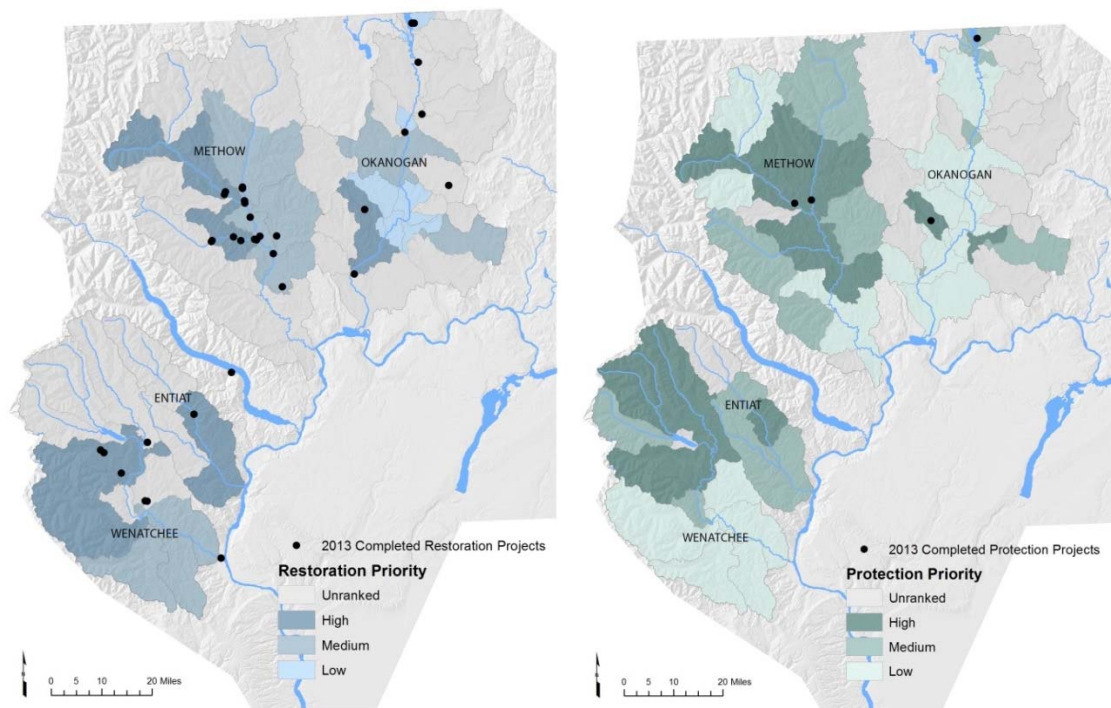 METHOW
OKANOGAN
ENTIAT
WENATCHEE
2013 Completed Restoration Projects
Restoration Priority
Unranked
High
Medium
Low
0 5 10 20 Miles
METHOW
OKANOGAN
ENTIAT
WENATCHEE
2013 Completed Protection Projects
Protection Priority
Unranked
High
Medium
Low
0 5 10 20 Miles